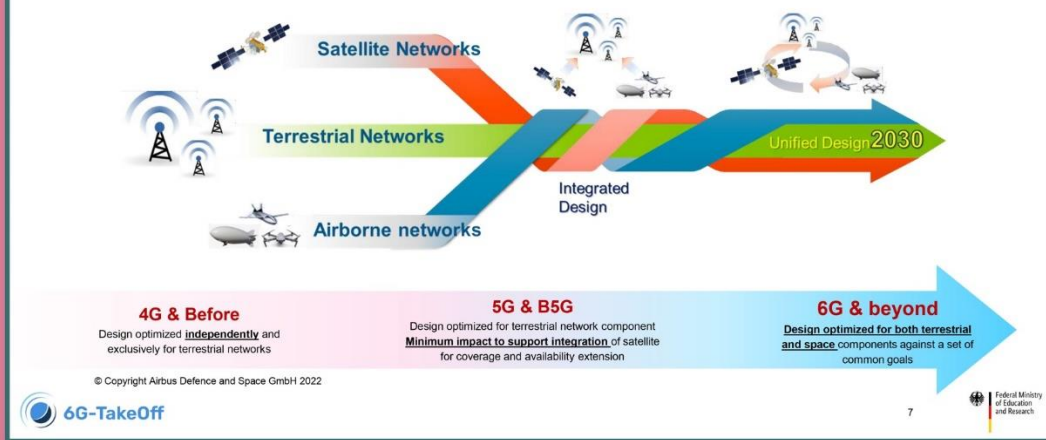 Satellite Networks
Terrestrial Networks
Unified Design 2030
Integrated
Design
Airborne networks
4G & Before
Design optimized independently and
exclusively for terrestrial networks
5G & B5G
Design optimized for terrestrial network component
Minimum impact to support integration of satellite
for coverage and availability extension
6G & beyond
Design optimized for both terrestrial
and space components against a set of
common goals
© Copyright Airbus Defence and Space GmbH 2022
6G-TakeOff
7
Federal Ministry
of Education
and Research